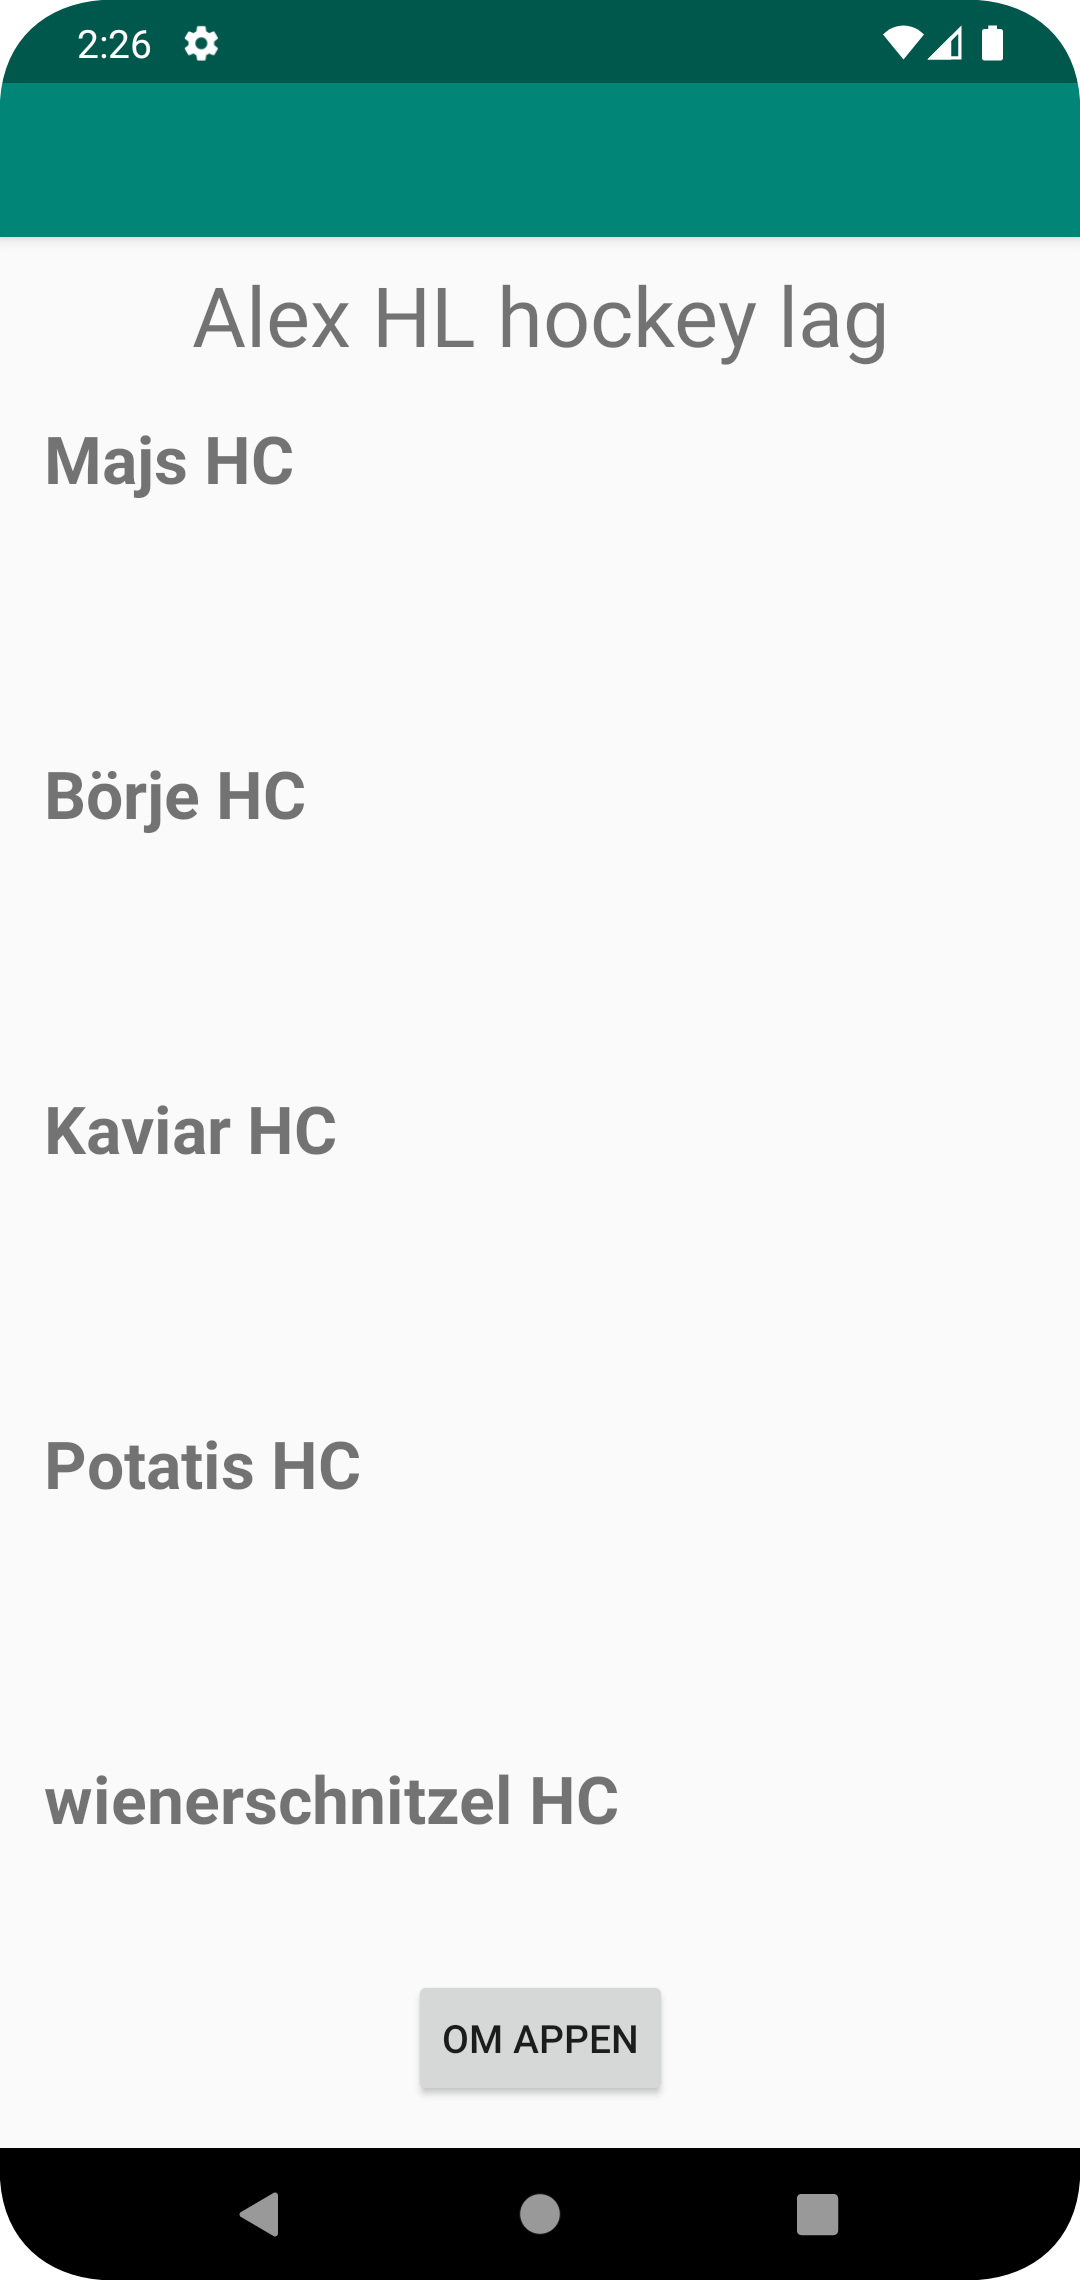 2:26
Alex HL hockey lag
Majs HC
Börje HC
Kaviar HC
Potatis HC
wienerschnitzel HC
OM APPEN